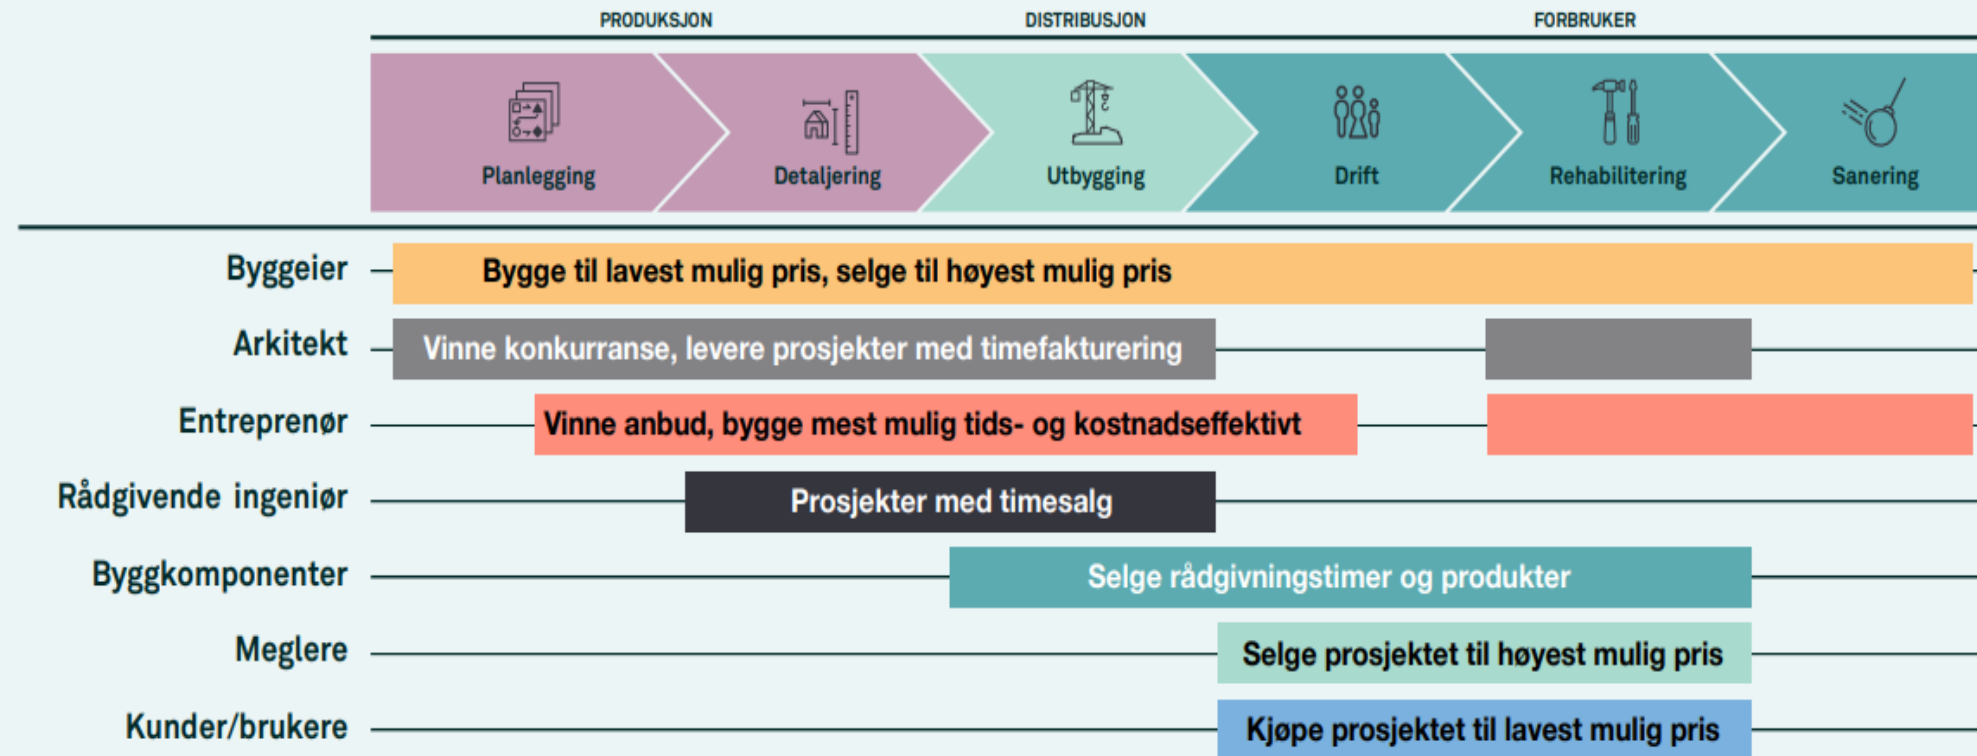 PRODUKSJON DISTRIBUSJON FORBRUKER
Planlegging Detaljering Utbygging Drift Rehabilitering Sanering
Byggeier Bygge til lavest mulig pris, selge til høyest mulig pris
Arkitekt Vinne konkurranse, levere prosjekter med timefakturering
Entreprenør Vinne anbud, bygge mest mulig tids- og kostnadseffektivt
Rådgivende ingeniør Prosjekter med timesalg
Byggkomponenter Selge rådgivningstimer og produkter
Meglere Selge prosjektet til høyest mulig pris
Kunder/brukere Kjøpe prosjektet til lavest mulig pris